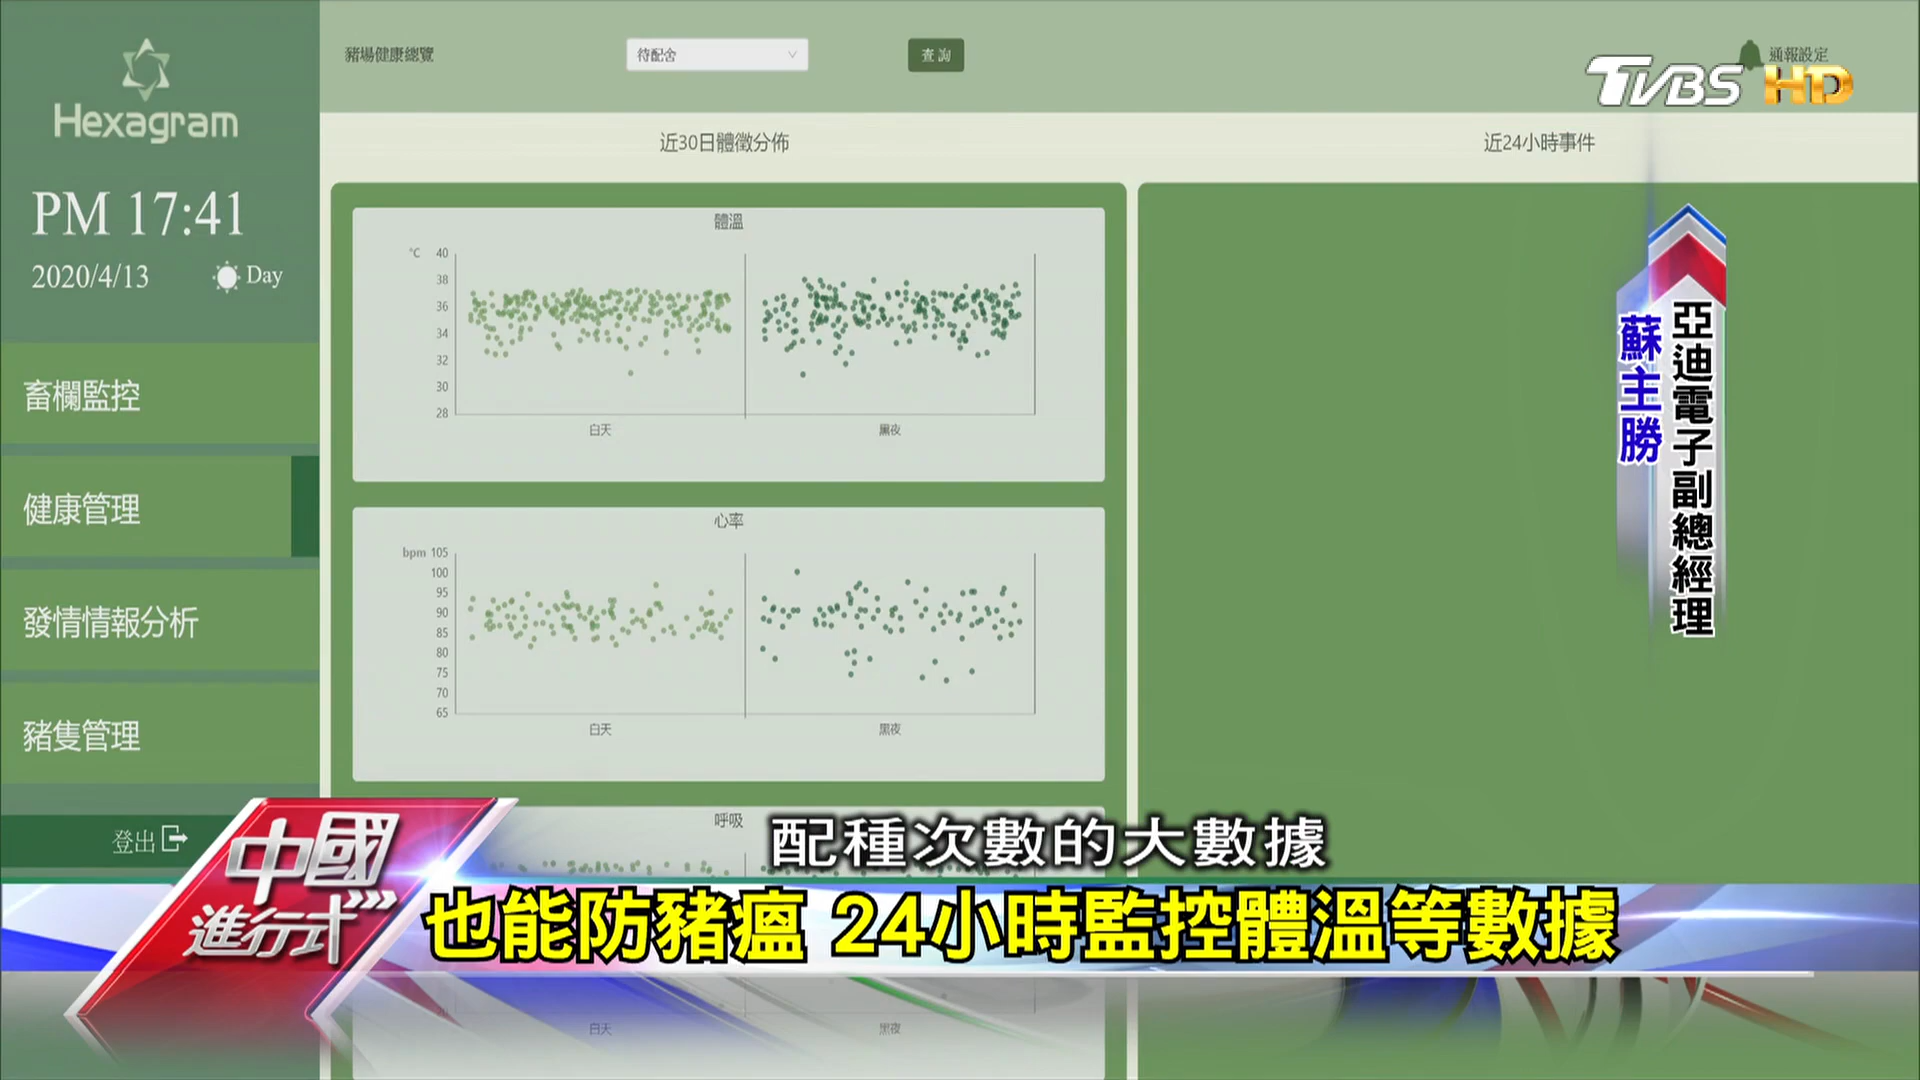 Hexagram
PM 17:41
2020/4/13
Day
畜欄監控
健康管理
發情情報分析
豬隻管理
登出
豬場健康總覽
待配舍
查詢
通報設定
TVBS HD
近30日體徵分佈
近24小時事件
體溫
°C
40
38
36
34
32
30
28
白天
黑夜
心率
bpm
105
100
95
90
85
80
75
70
65
白天
黑夜
呼吸
白天
黑夜
亞迪電子副總經理
蘇主勝
配種次數的大數據
中國進行式
也能防豬瘟 24小時監控體溫等數據